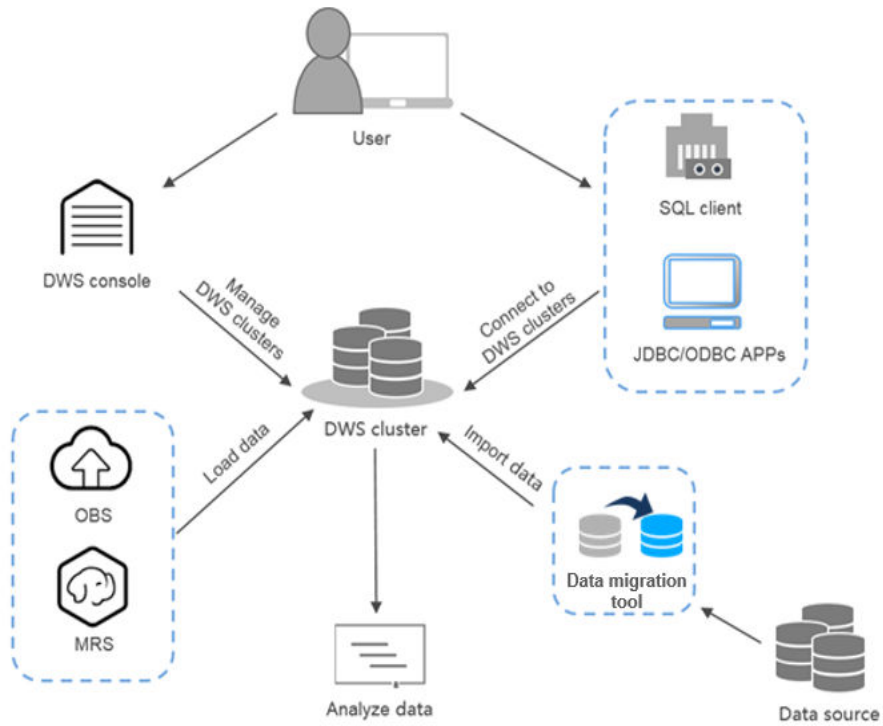 User
SQL client
DWS console
JDBC/ODBC APPs
Manage
DWS clusters
Connect to
DWS clusters
DWS cluster
Load data
Import data
OBS
MRS
Data migration
tool
Analyze data
Data source